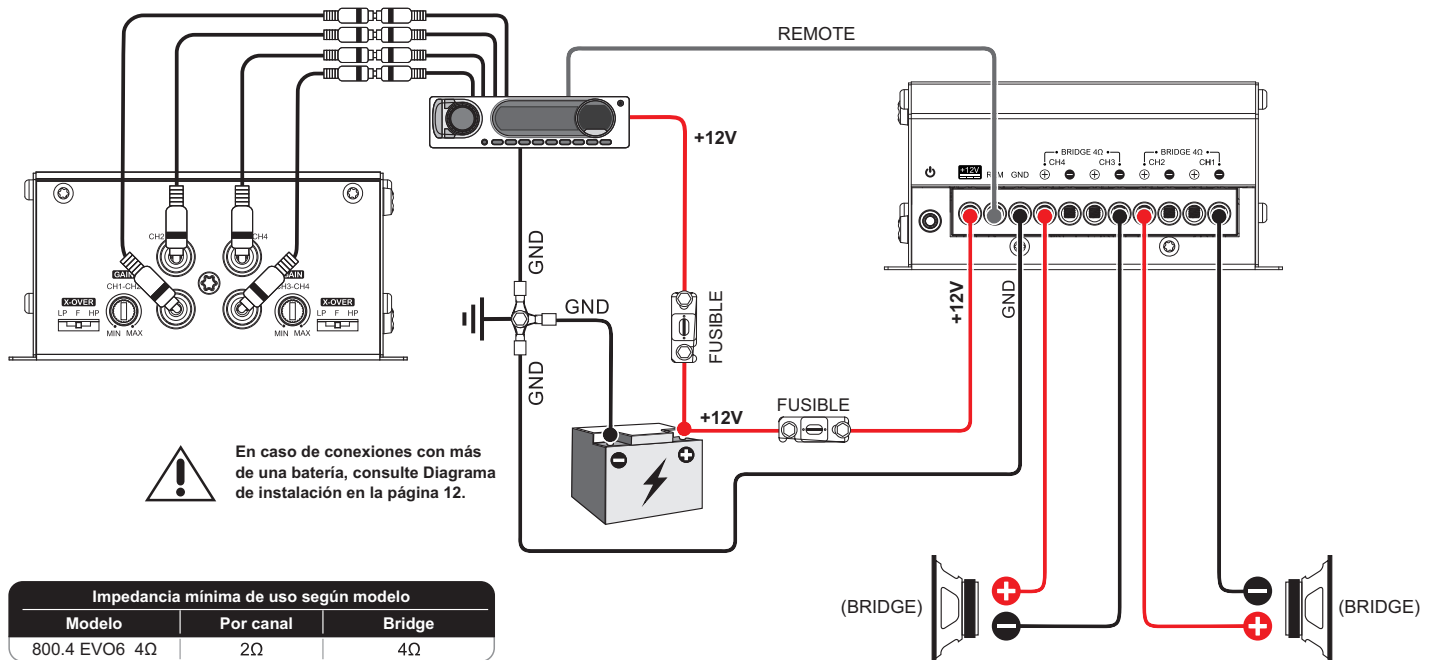 REMOTE
+12V
BRIDGE 4Ω
BRIDGE 4Ω
CH4
CH3
CH2
CH1
+12V
GND
CH2
CH4
GAIN
GAIN
CH3-CH4
X-OVER
LP F HP
MIN MAX
X-OVER
LP F HP
MIN MAX
GND
GND
GND
FUSIBLE
+12V
FUSIBLE
+12V
GND
En caso de conexiones con más
de una batería, consulte Diagrama
de instalación en la página 12.
(BRIDGE)
(BRIDGE)
Impedancia mínima de uso según modelo
Modelo Por canal Bridge
800.4 EVO6 4Ω 2Ω 4Ω